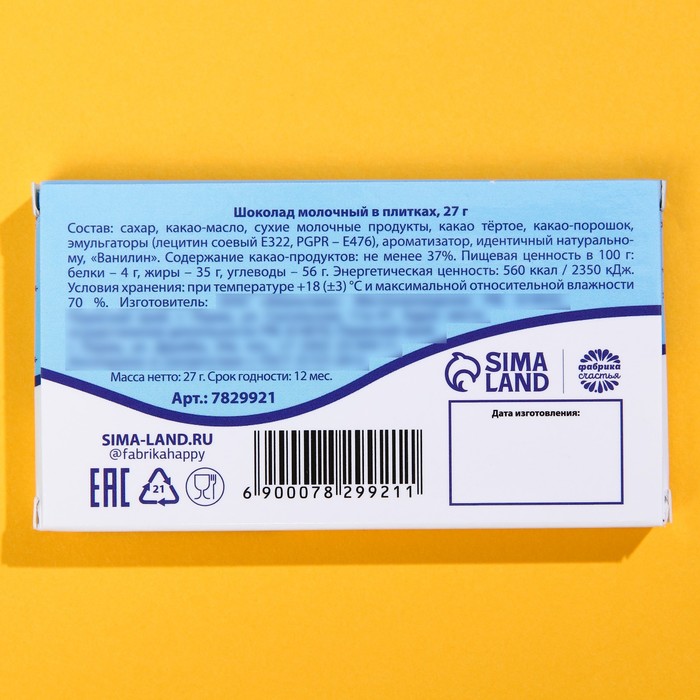 Шоколад молочный в плитках, 27 г
Состав: сахар, какао-масло, сухие молочные продукты, какао тёртое, какао-порошок,
эмульгаторы (лецитин соевый Е322, PGPR – Е476), ароматизатор, идентичный натурально-
му, «Ванилин». Содержание какао-продуктов: не менее 37%. Пищевая ценность в 100 г:
белки – 4 г, жиры – 35 г, углеводы – 56 г. Энергетическая ценность: 560 ккал / 2350 кДж.
Условия хранения: при температуре +18 (±3) °С и максимальной относительной влажности
70 %. Изготовитель:
Масса нетто: 27 г. Срок годности: 12 мес.
Арт.: 7829921
SIMA
LAND
фабрика
счастья
Дата изготовления:
SIMA-LAND.RU
@fabrikahappy
EAC
21
6 900078 299211